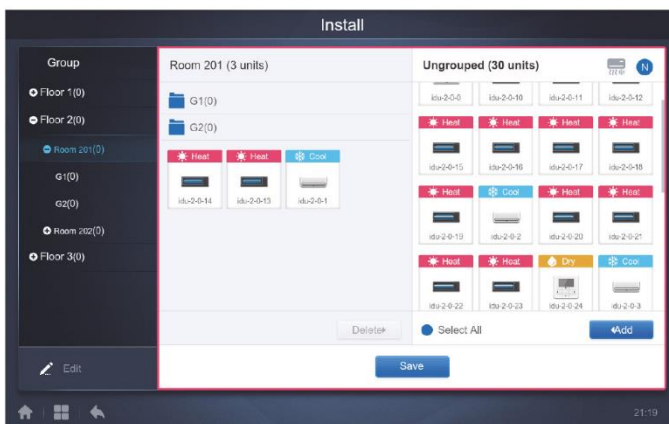 Install
Group
Floor 1(0)
Floor 2(0)
Room 201(0)
G1(0)
G2(0)
Room 202(0)
Floor 3(0)
Edit
Room 201 (3 units)
G1(0)
G2(0)
Heat Heat Cool
idu-2-0-14 idu-2-0-13 idu-2-0-1
Delete
Ungrouped (30 units) N
idu-2-0-0 idu-2-0-10 idu-2-0-11 idu-2-0-12
Heat Heat Heat Heat
idu-2-0-15 idu-2-0-16 idu-2-0-17 idu-2-0-18
Heat Cool Heat Heat
idu-2-0-19 idu-2-0-2 idu-2-0-20 idu-2-0-21
Heat Heat Dry Cool
idu-2-0-22 idu-2-0-23 idu-2-0-24 idu-2-0-3
Select All Add
Save
21:19